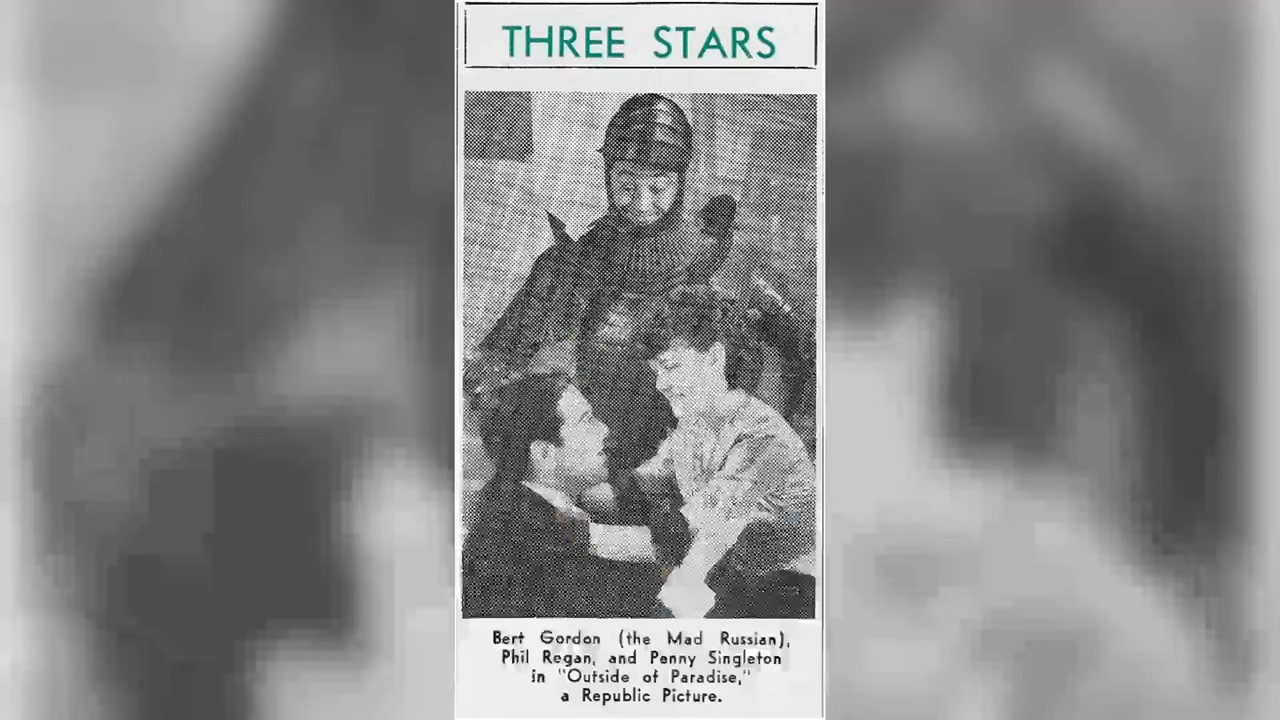 THREE STARS
Bert Gordon (the Mad Russian),
Phil Regan, and Penny Singleton
in "Outside of Paradise,"
a Republic Picture.